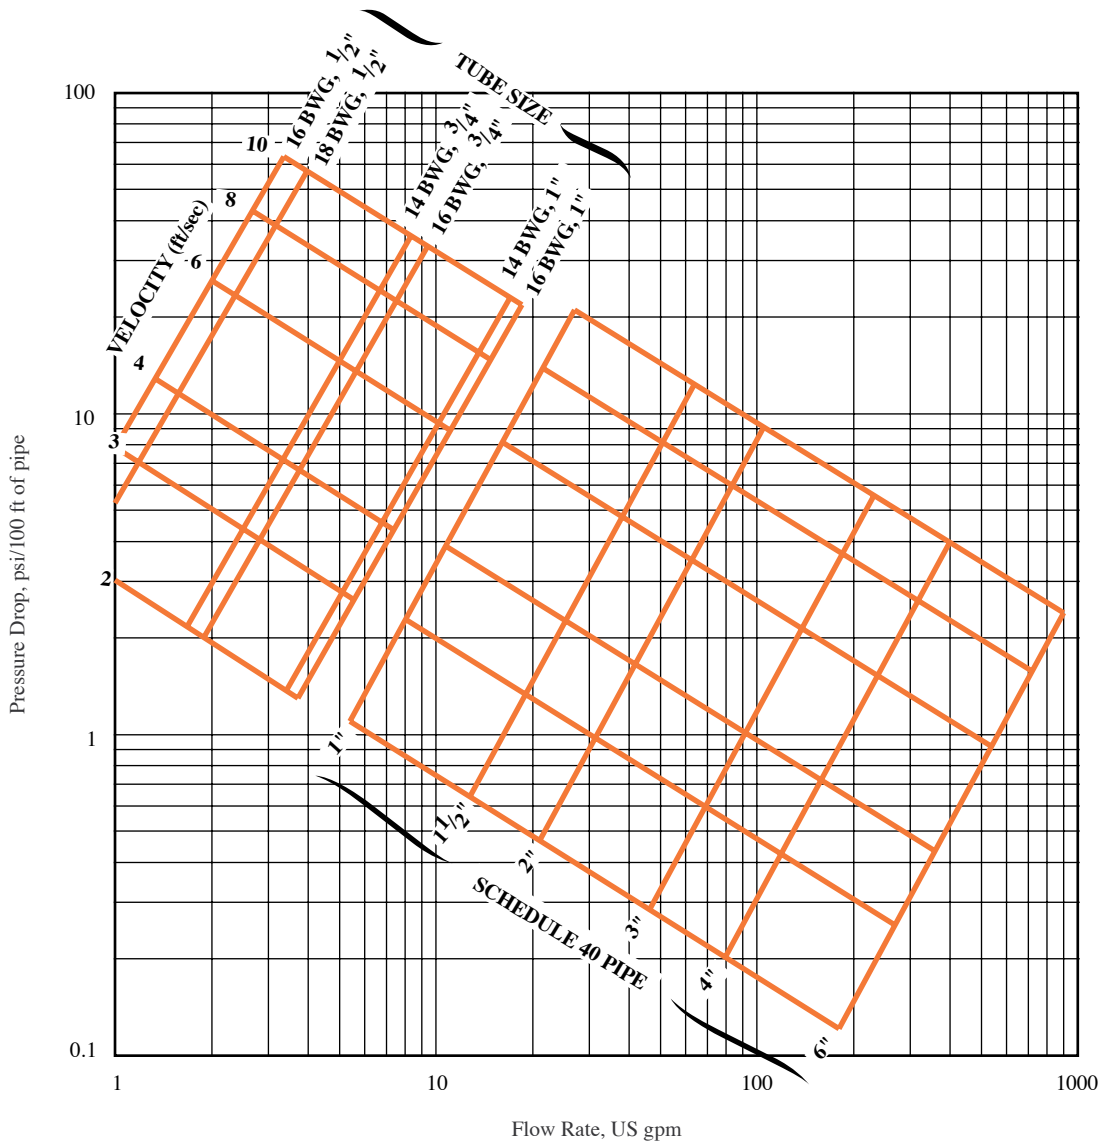 TUBE SIZE
16 BWG, 1/2"
18 BWG, 1/2"
14 BWG, 3/4"
16 BWG, 3/4"
14 BWG, 1"
16 BWG, 1"
VELOCITY (ft/sec)
10
8
6
4
3
2
100
10
1
0.1
Pressure Drop, psi/100 ft of pipe
1"
1 1/2"
2"
3"
4"
6"
SCHEDULE 40 PIPE
1
10
100
1000
Flow Rate, US gpm